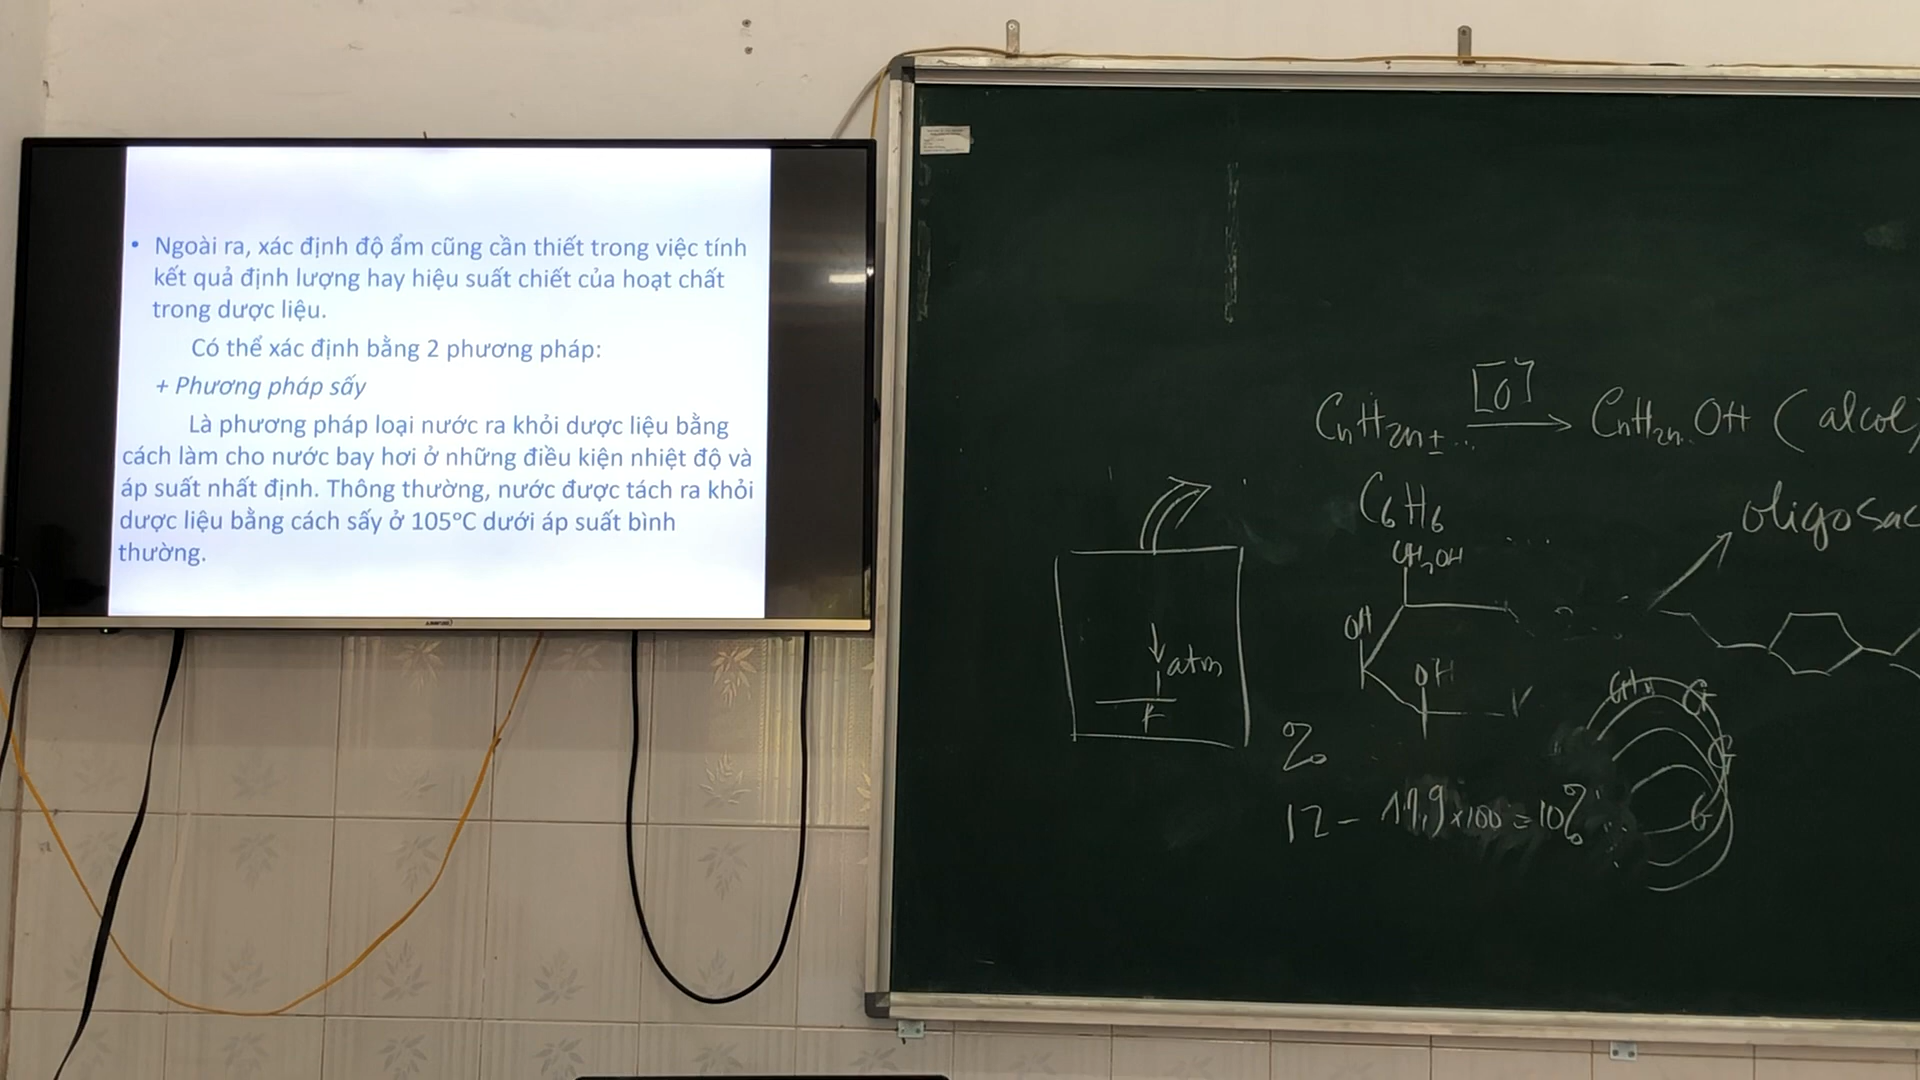 • Ngoài ra, xác định độ ẩm cũng cần thiết trong việc tính
kết quả định lượng hay hiệu suất chiết của hoạt chất
trong dược liệu.
Có thể xác định bằng 2 phương pháp:
+ Phương pháp sấy
Là phương pháp loại nước ra khỏi dược liệu bằng
cách làm cho nước bay hơi ở những điều kiện nhiệt độ và
áp suất nhất định. Thông thường, nước được tách ra khỏi
dược liệu bằng cách sấy ở 105°C dưới áp suất bình
thường.
[O]
CnH2n± ... → CnH2n OH (alcol)
C6H6
oligosac
CH2OH
OH
OH
atm
G
G
G
%
12 - 11,9 x100 = 10%